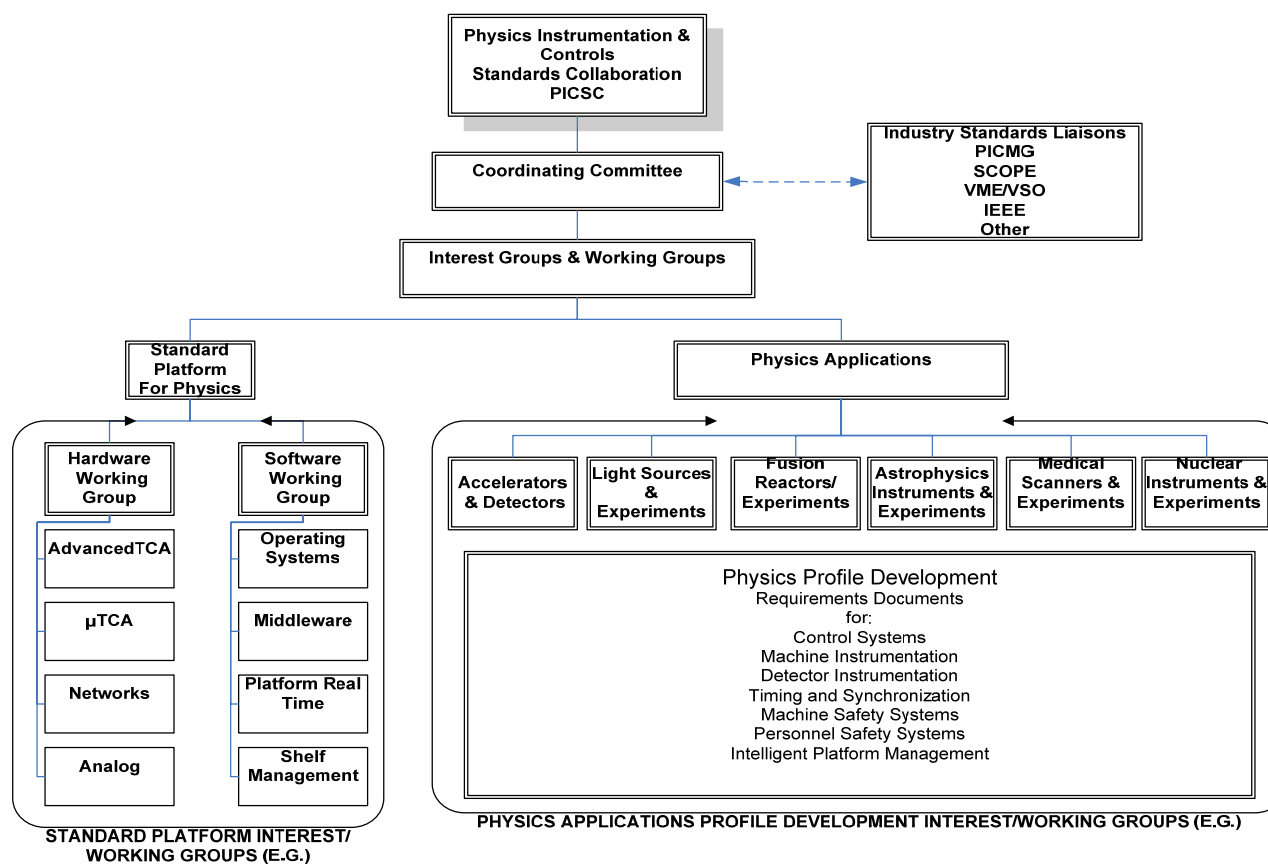 Physics Instrumentation &
Controls
Standards Collaboration
PICSC
Industry Standards Liaisons
PICMG
SCOPE
VME/VSO
IEEE
Other
Coordinating Committee
Interest Groups & Working Groups
Standard
Platform
For Physics
Physics Applications
Hardware
Working
Group
Software
Working
Group
AdvancedTCA
µTCA
Networks
Analog
Operating
Systems
Middleware
Platform Real
Time
Shelf
Management
STANDARD PLATFORM INTEREST/
WORKING GROUPS (E.G.)
Accelerators
& Detectors
Light Sources
&
Experiments
Fusion
Reactors/
Experiments
Astrophysics
Instruments &
Experiments
Medical
Scanners &
Experiments
Nuclear
Instruments &
Experiments
Physics Profile Development
Requirements Documents
for:
Control Systems
Machine Instrumentation
Detector Instrumentation
Timing and Synchronization
Machine Safety Systems
Personnel Safety Systems
Intelligent Platform Management
PHYSICS APPLICATIONS PROFILE DEVELOPMENT INTEREST/WORKING GROUPS (E.G.)